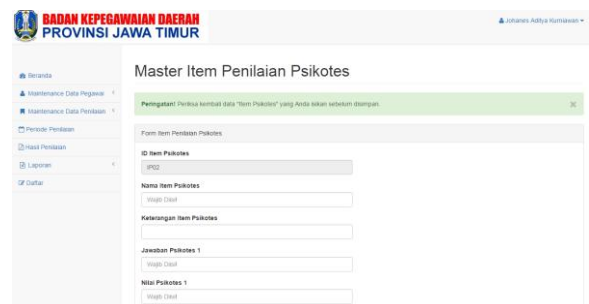 BADAN KEPEGAWAIAN DAERAH
PROVINSI JAWA TIMUR
Johanes Aditya Kurniawan
Beranda
Maintenance Data Pegawai
Maintenance Data Penilaian
Periode Penilaian
Hasil Penilaian
Laporan
Daftar
Master Item Penilaian Psikotes
Peringatan! Periksa kembali data "Item Psikotes" yang Anda isikan sebelum disimpan.
Form Item Penilaian Psikotes
ID Item Psikotes
IP02
Nama Item Psikotes
Wajib Diisi!
Keterangan Item Psikotes
Jawaban Psikotes 1
Wajib Diisi!
Nilai Psikotes 1
Wajib Diisi!